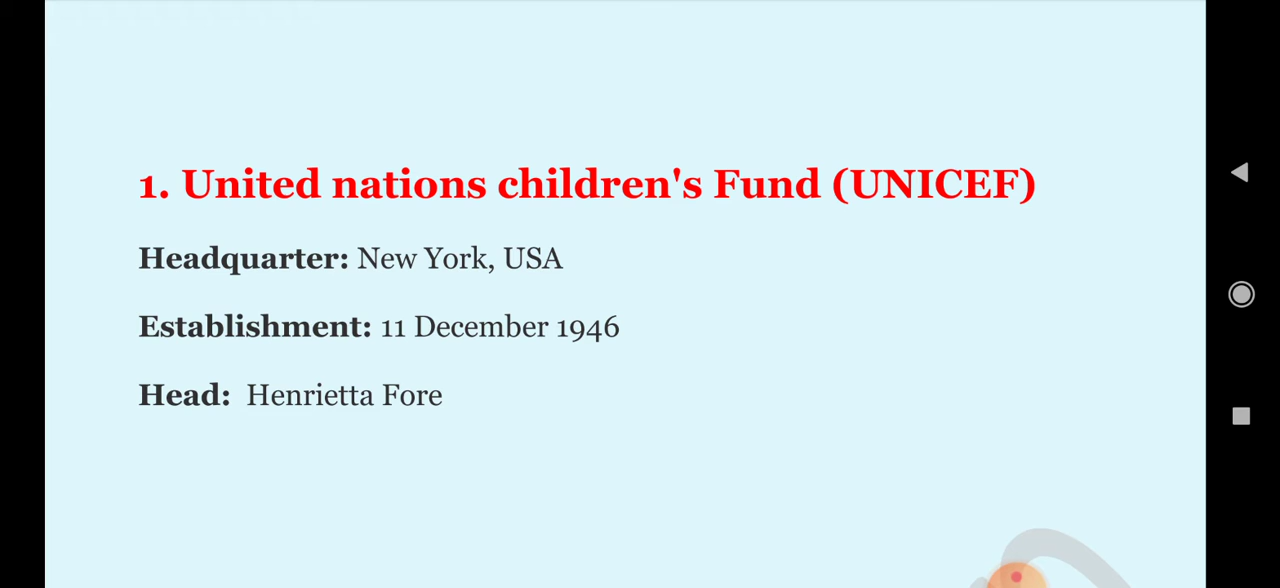 1. United nations children's Fund (UNICEF)
Headquarter: New York, USA
Establishment: 11 December 1946
Head: Henrietta Fore